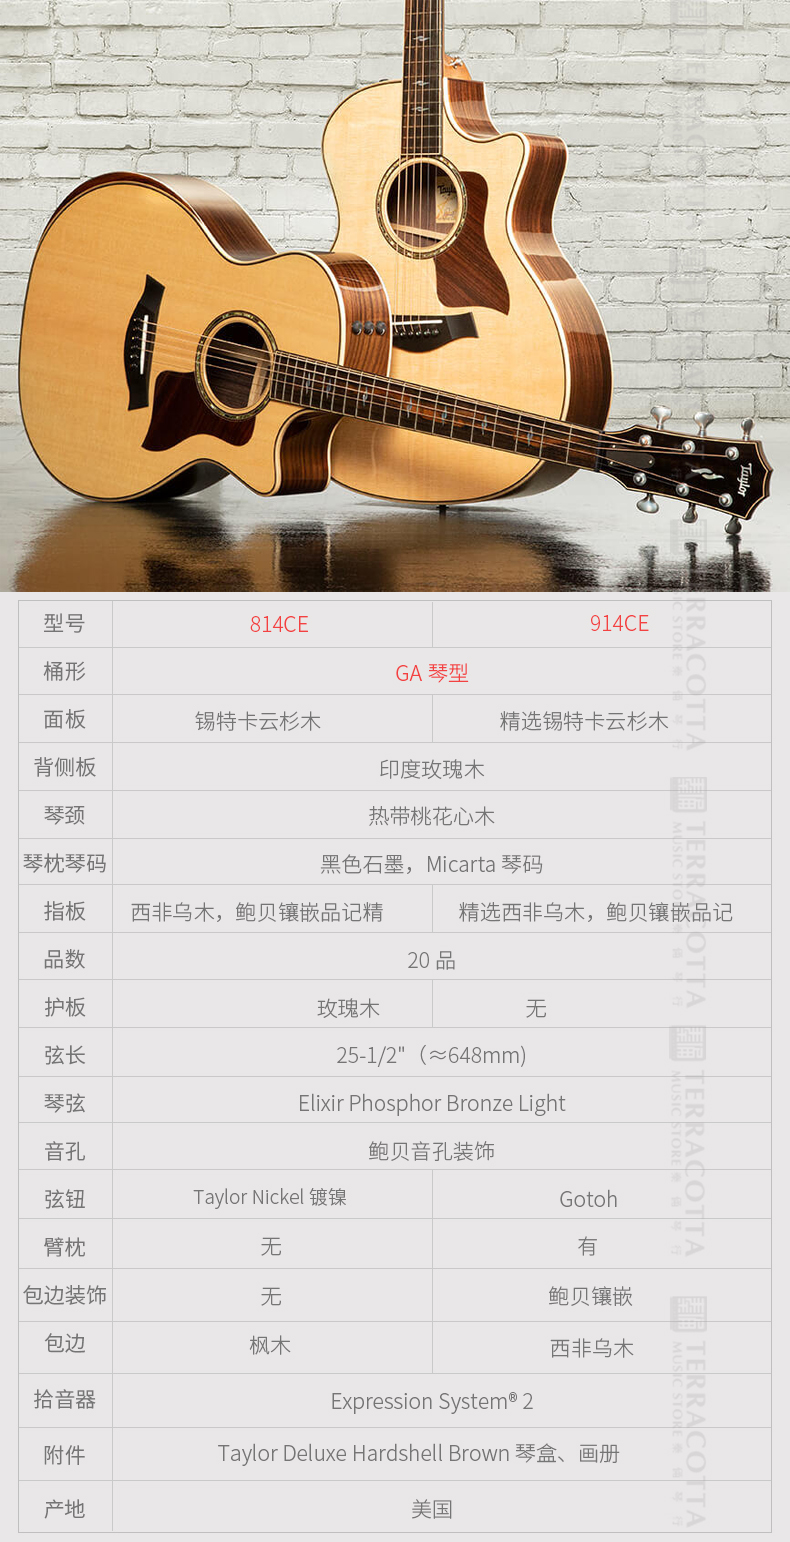 Taylor
型号 814CE 914CE
桶形 GA 琴型
面板 锡特卡云杉木 精选锡特卡云杉木
背侧板 印度玫瑰木
琴颈 热带桃花心木
琴枕琴码 黑色石墨，Micarta 琴码
指板 西非乌木，鲍贝镶嵌品记精 精选西非乌木，鲍贝镶嵌品记
品数 20 品
护板 玫瑰木 无
弦长 25-1/2"（≈648mm)
琴弦 Elixir Phosphor Bronze Light
音孔 鲍贝音孔装饰
弦钮 Taylor Nickel 镀镍 Gotoh
臂枕 无 有
包边装饰 无 鲍贝镶嵌
包边 枫木 西非乌木
拾音器 Expression System® 2
附件 Taylor Deluxe Hardshell Brown 琴盒、画册
产地 美国
TERRACOTTA
MUSIC STORE
TERRACOTTA
MUSIC STORE
TERRACOTTA
MUSIC STORE